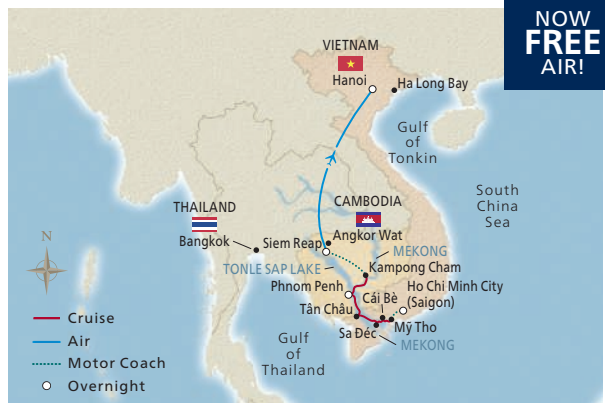 NOW
FREE
AIR!
VIETNAM
Hanoi
Ha Long Bay
Gulf
of
Tonkin
South
China
Sea
THAILAND
Bangkok
CAMBODIA
Siem Reap
Angkor Wat
MEKONG
TONLE SAP LAKE
Kampong Cham
Phnom Penh
Cái Bè
Ho Chi Minh City
(Saigon)
Tân Châu
Sa Déc
Mỹ Tho
MEKONG
Gulf
of
Thailand
N
Cruise
Air
Motor Coach
Overnight